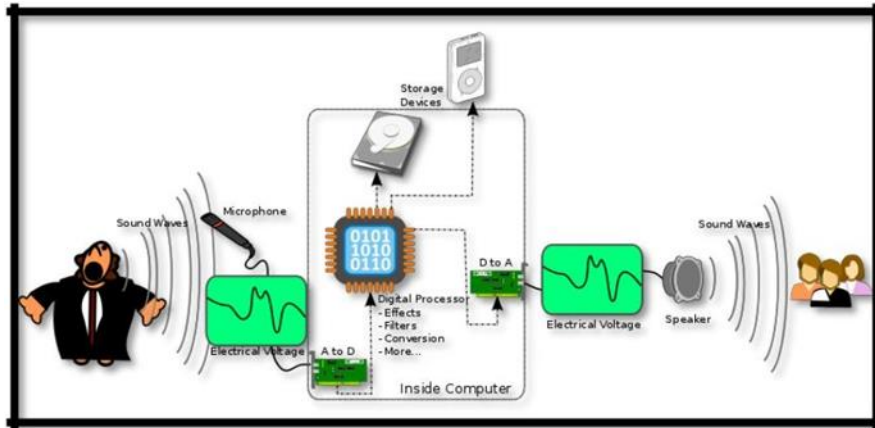 Storage
Devices
Sound Waves
Microphone
0101
1010
0110
Digital Processor
- Effects
- Filters
- Conversion
- More...
Electrical Voltage
A to D
Inside Computer
D to A
Electrical Voltage
Speaker
Sound Waves